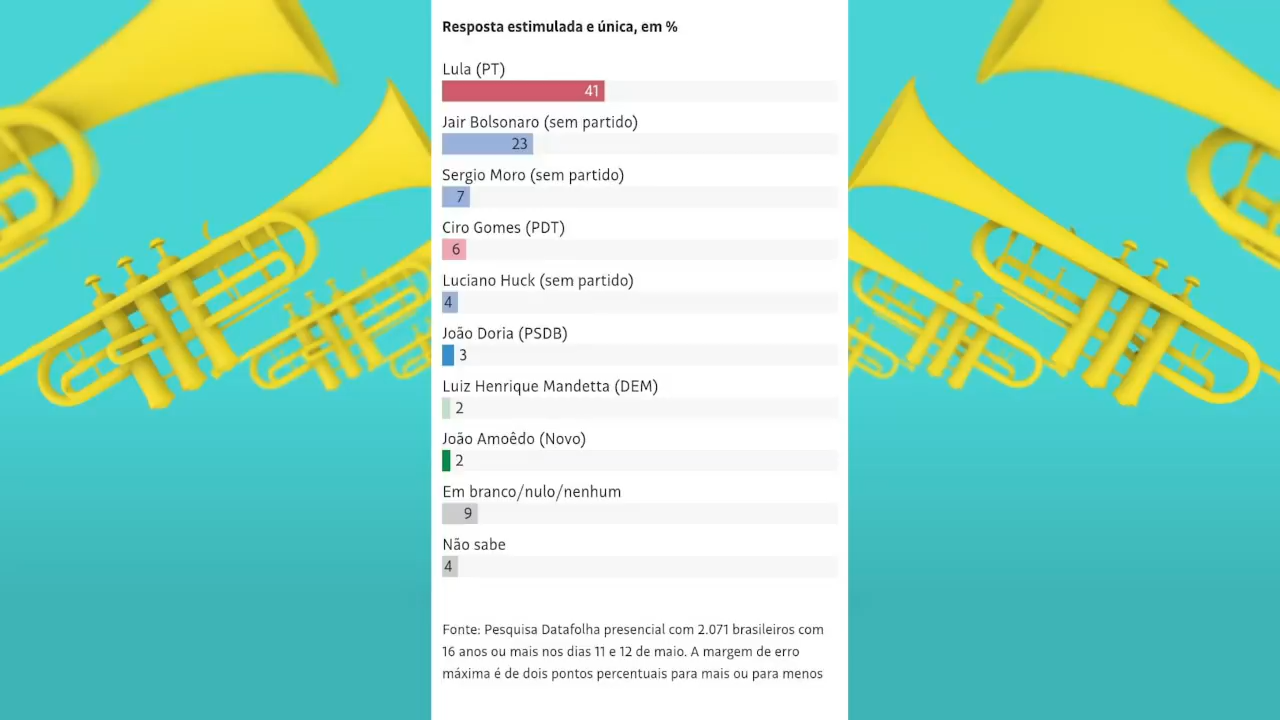 Resposta estimulada e única, em %
Lula (PT)
41
Jair Bolsonaro (sem partido)
23
Sergio Moro (sem partido)
7
Ciro Gomes (PDT)
6
Luciano Huck (sem partido)
4
João Doria (PSDB)
3
Luiz Henrique Mandetta (DEM)
2
João Amoêdo (Novo)
2
Em branco/nulo/nenhum
9
Não sabe
4
Fonte: Pesquisa Datafolha presencial com 2.071 brasileiros com
16 anos ou mais nos dias 11 e 12 de maio. A margem de erro
máxima é de dois pontos percentuais para mais ou para menos